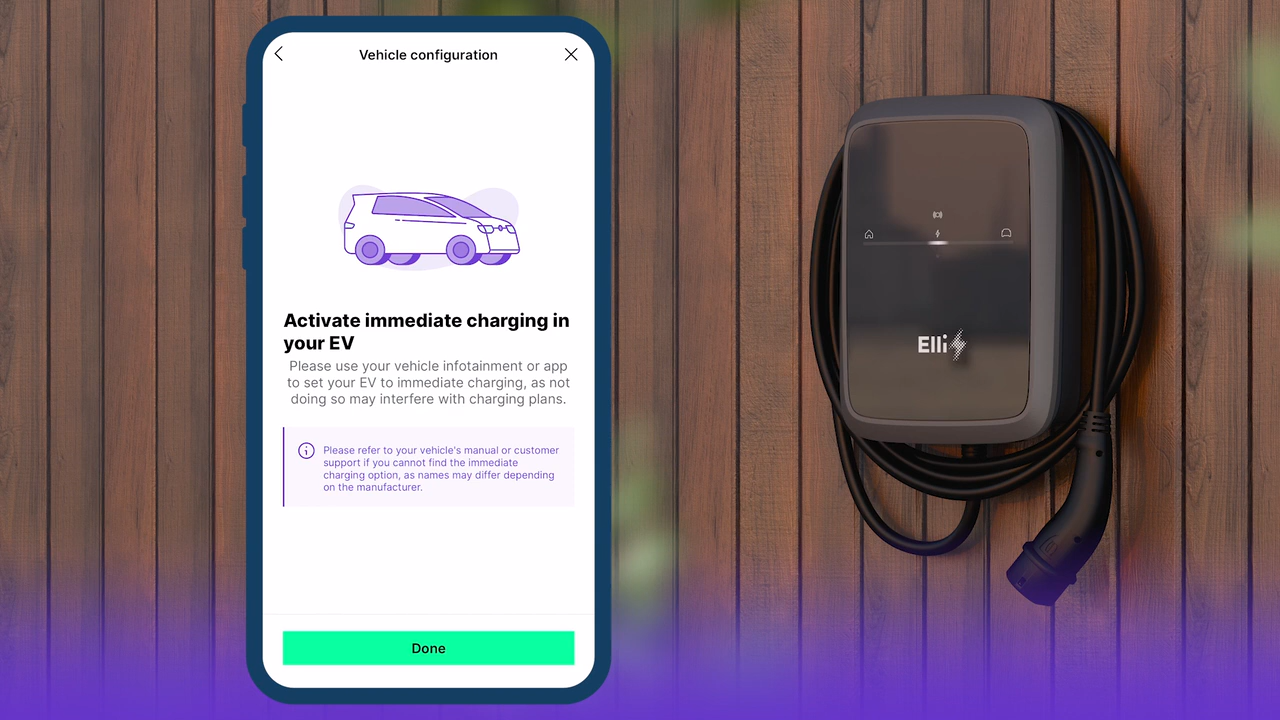 Vehicle configuration
Activate immediate charging in
your EV
Please use your vehicle infotainment or app
to set your EV to immediate charging, as not
doing so may interfere with charging plans.
Please refer to your vehicle's manual or customer
support if you cannot find the immediate
charging option, as names may differ depending
on the manufacturer.
Done
Elli